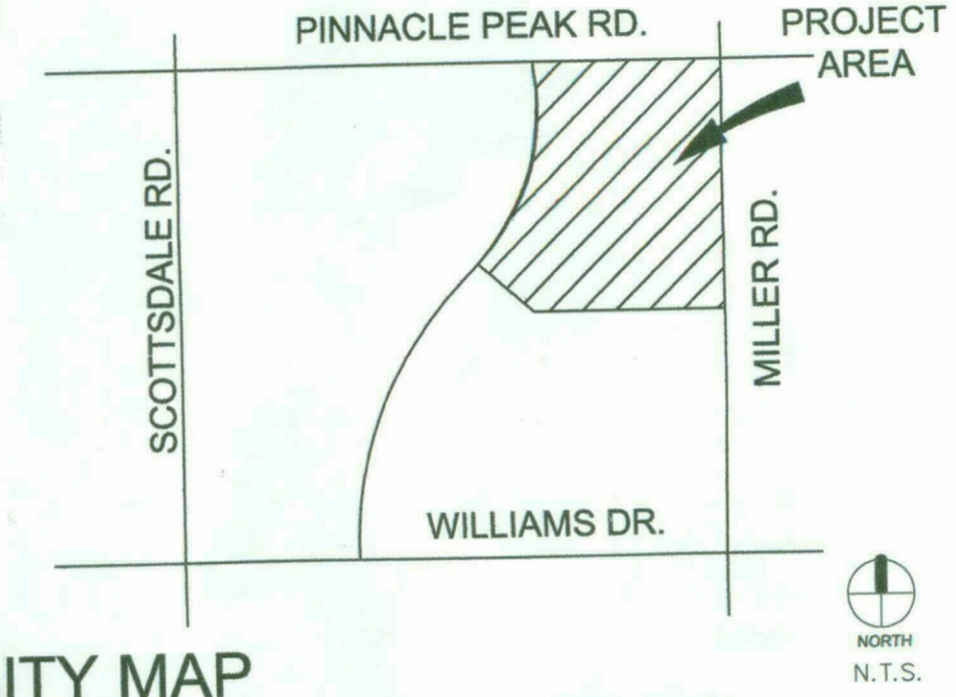 PINNACLE PEAK RD.
PROJECT
AREA
SCOTTSDALE RD.
MILLER RD.
WILLIAMS DR.
NORTH
N.T.S.
ITY MAP